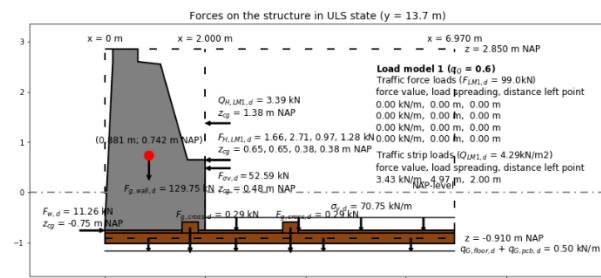 Forces on the structure in ULS state (y = 13.7 m)
x = 0 m
x = 2.000 m
x = 6.970 m
z = 2.850 m NAP
Load model 1 (q_Q = 0.6)
Traffic force loads (F_LM1,d = 99.0kN)
force value, load spreading, distance left point
0.00 kN/m, 0.00 m, 0.00 m
0.00 kN/m, 0.00 m, 0.00 m
0.00 kN/m, 0.00 m, 0.00 m
0.00 kN/m, 0.00 m, 0.00 m
Traffic strip loads (Q_LM1,d = 4.29kN/m2)
force value, load spreading, distance left point
3.43 kN/m, 4.97 m, 2.00 m
NAP-level
Q_H,LM1,d = 3.39 kN
z_cg = 1.38 m NAP
F_H,LM1,d = 1.66, 2.71, 0.97, 1.28 kN
z_cg = 0.65, 0.65, 0.38, 0.38 m NAP
F_σv,d = 52.59 kN
z_cg = 0.48 m NAP
(0.881 m; 0.742 m NAP)
F_g,wall,d = 129.75 kN
F_w,d = 11.26 kN
z_cg = -0.75 m NAP
F_g,cross,d = 0.29 kN
F_g,cross,d = 0.29 kN
σ_v,d = 70.75 kN/m
z = -0.910 m NAP
q_G,floor,d + q_G,pcb,d = 0.50 kN/m
3
2
1
0
−1